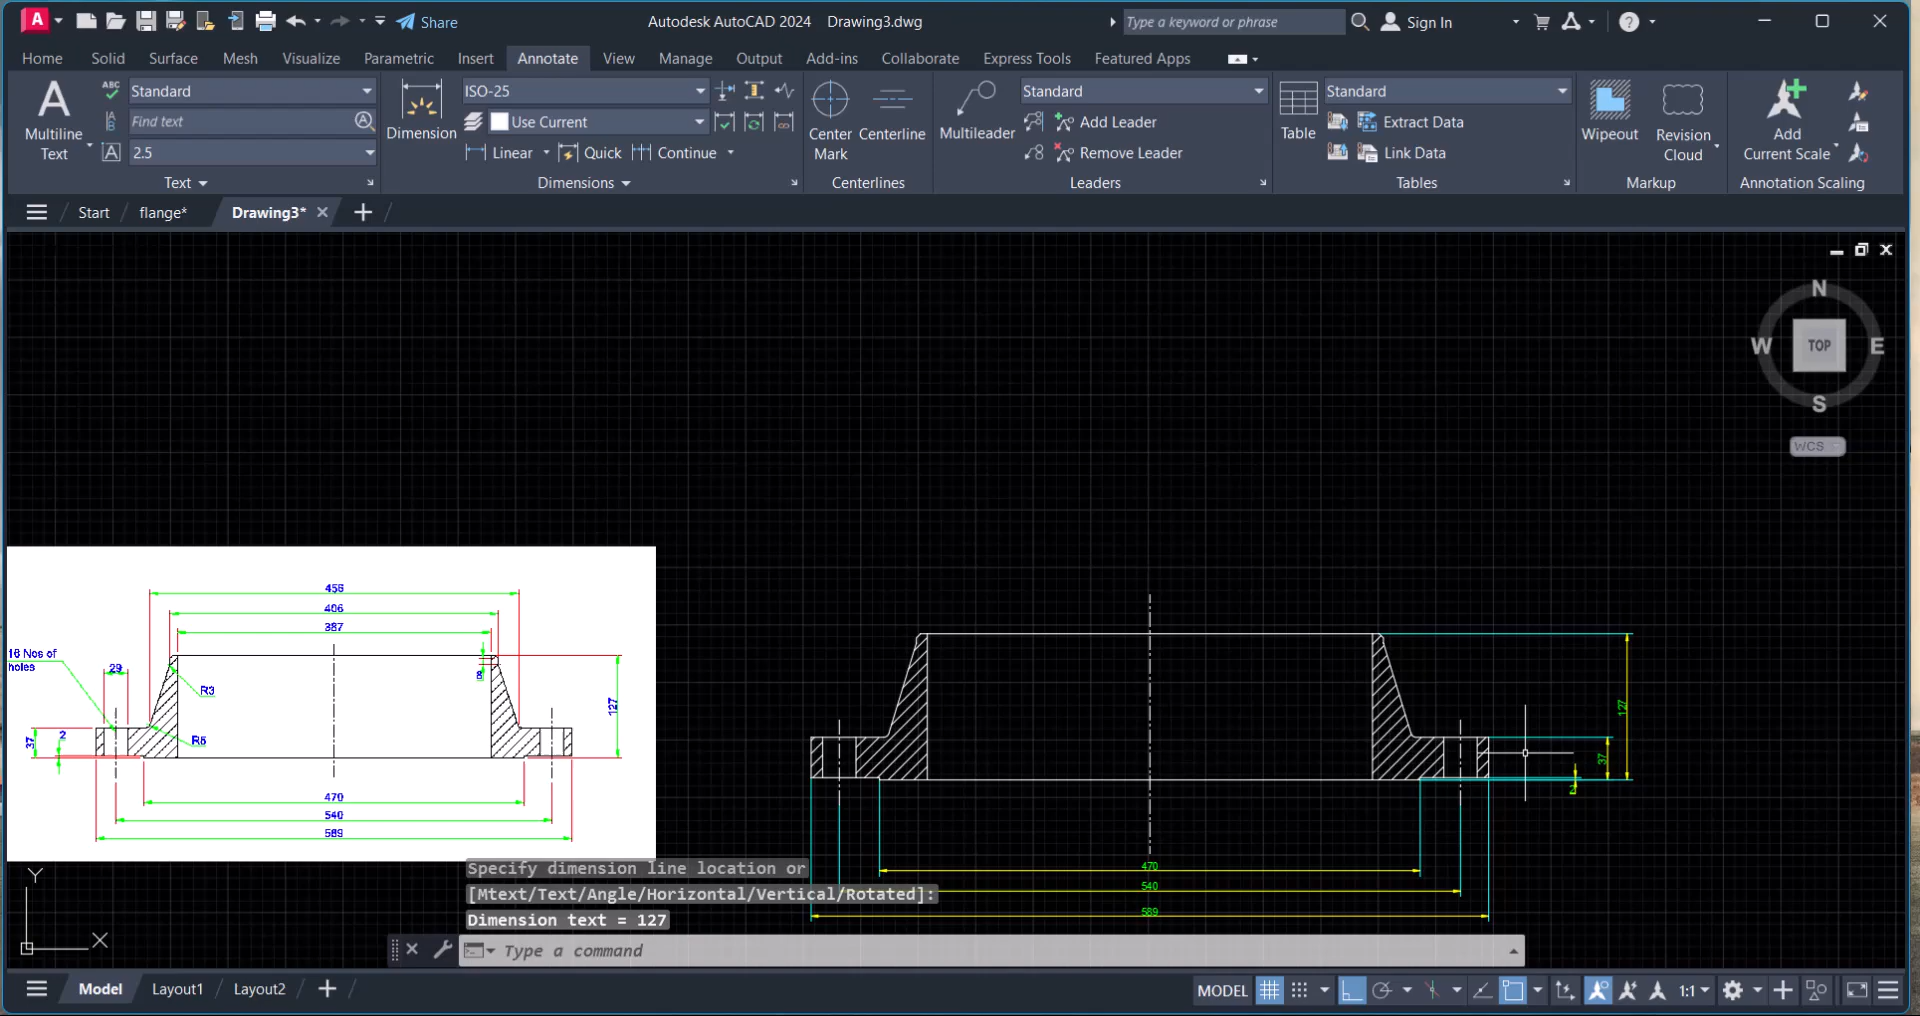 A Share Autodesk AutoCAD 2024 Drawing3.dwg Type a keyword or phrase Sign In
Home Solid Surface Mesh Visualize Parametric Insert Annotate View Manage Output Add-ins Collaborate Express Tools Featured Apps
A ABC Standard ISO-25 Standard Standard
Multiline Text Find text Dimension Use Current Center Mark Centerline Multileader Add Leader Table Extract Data Wipeout Revision Cloud Add Current Scale
2.5 Linear Quick Continue Remove Leader Link Data
Text Dimensions Centerlines Leaders Tables Markup Annotation Scaling
Start flange* Drawing3*
N
W TOP E
S
WCS
456
406
387
16 Nos of
holes
29
8
R3
127
R5
2
37
470
540
589
127
37
2
470
540
589
Specify dimension line location or
[Mtext/Text/Angle/Horizontal/Vertical/Rotated]:
Dimension text = 127
Type a command
Y
X
Model Layout1 Layout2 MODEL 1:1